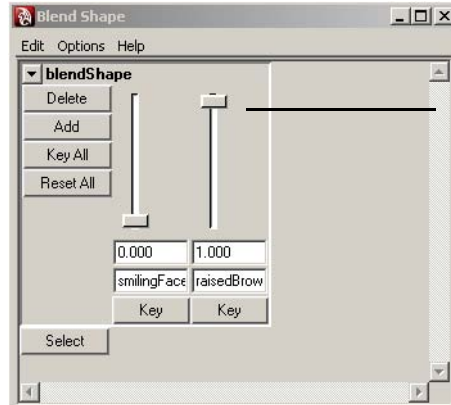 Blend Shape
Edit Options Help
blendShape
Delete
Add
Key All
Reset All
0.000 1.000
smilingFace raisedBrow
Key Key
Select